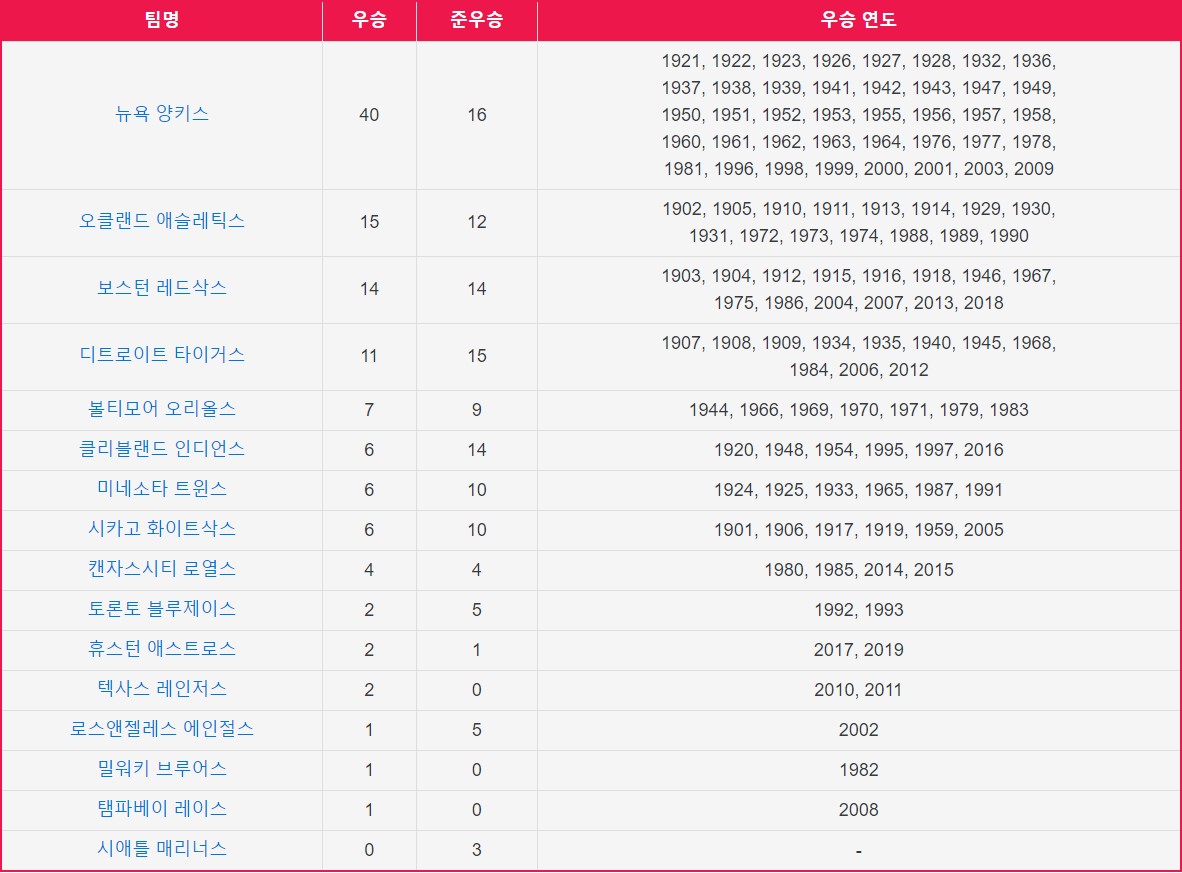 팀명 우승 준우승 우승 연도
1921, 1922, 1923, 1926, 1927, 1928, 1932, 1936,
1937, 1938, 1939, 1941, 1942, 1943, 1947, 1949,
뉴욕 양키스 40 16 1950, 1951, 1952, 1953, 1955, 1956, 1957, 1958,
1960, 1961, 1962, 1963, 1964, 1976, 1977, 1978,
1981, 1996, 1998, 1999, 2000, 2001, 2003, 2009
오클랜드 애슬레틱스 15 12 1902, 1905, 1910, 1911, 1913, 1914, 1929, 1930,
1931, 1972, 1973, 1974, 1988, 1989, 1990
보스턴 레드삭스 14 14 1903, 1904, 1912, 1915, 1916, 1918, 1946, 1967,
1975, 1986, 2004, 2007, 2013, 2018
디트로이트 타이거스 11 15 1907, 1908, 1909, 1934, 1935, 1940, 1945, 1968,
1984, 2006, 2012
볼티모어 오리올스 7 9 1944, 1966, 1969, 1970, 1971, 1979, 1983
클리블랜드 인디언스 6 14 1920, 1948, 1954, 1995, 1997, 2016
미네소타 트윈스 6 10 1924, 1925, 1933, 1965, 1987, 1991
시카고 화이트삭스 6 10 1901, 1906, 1917, 1919, 1959, 2005
캔자스시티 로열스 4 4 1980, 1985, 2014, 2015
토론토 블루제이스 2 5 1992, 1993
휴스턴 애스트로스 2 1 2017, 2019
텍사스 레인저스 2 0 2010, 2011
로스앤젤레스 에인절스 1 5 2002
밀워키 브루어스 1 0 1982
탬파베이 레이스 1 0 2008
시애틀 매리너스 0 3 -